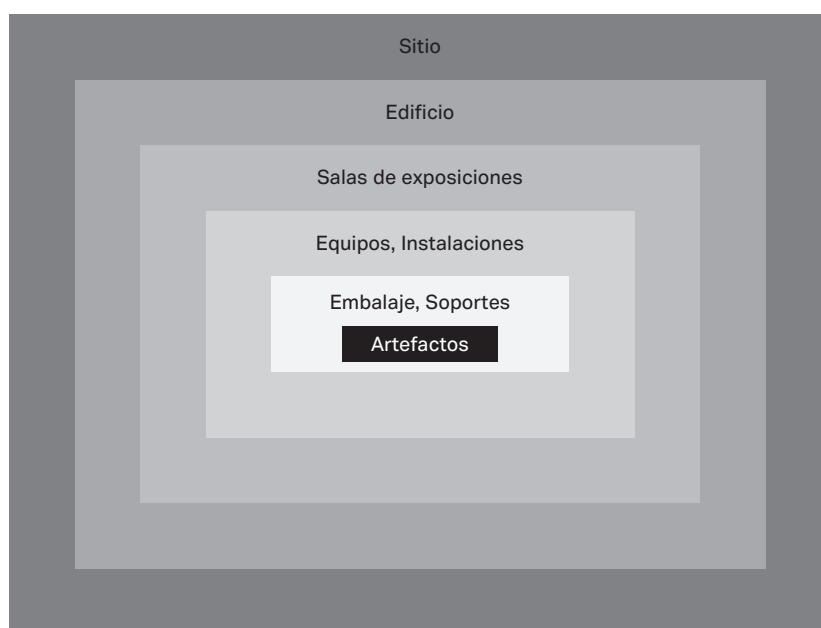 Sitio
Edificio
Salas de exposiciones
Equipos, Instalaciones
Embalaje, Soportes
Artefactos